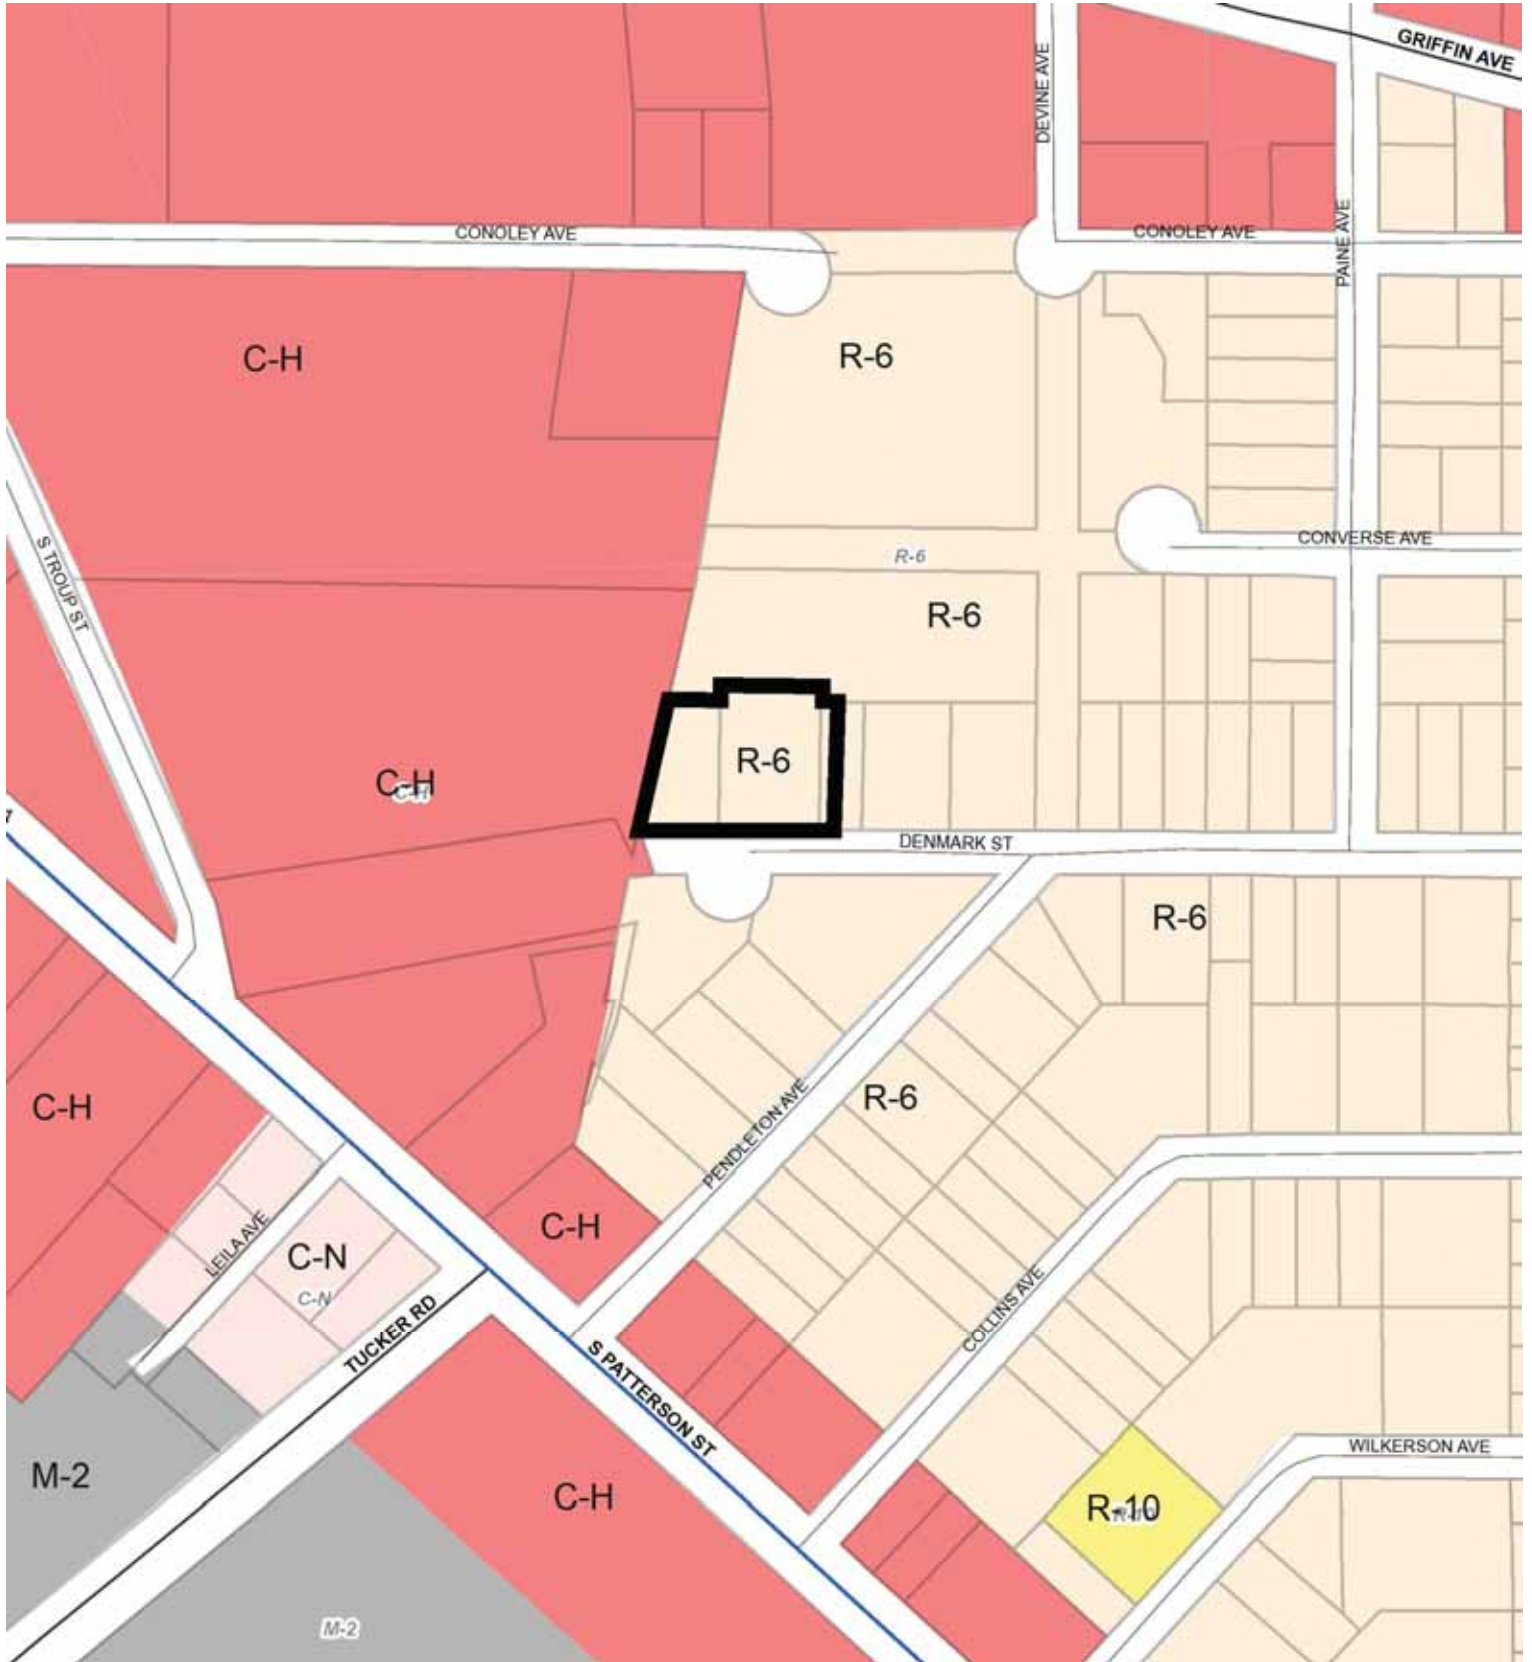 GRIFFIN AVE
DEVINE AVE
CONOLEY AVE
CONOLEY AVE
PAINE AVE
C-H
R-6
S TROUP ST
CONVERSE AVE
R-6
R-6
R-6
C-H
C-H
DENMARK ST
R-6
C-H
R-6
PENDLETON AVE
C-H
LEILA AVE
C-N
C-N
TUCKER RD
S PATTERSON ST
COLLINS AVE
WILKERSON AVE
M-2
C-H
R-10
R-10
M-2